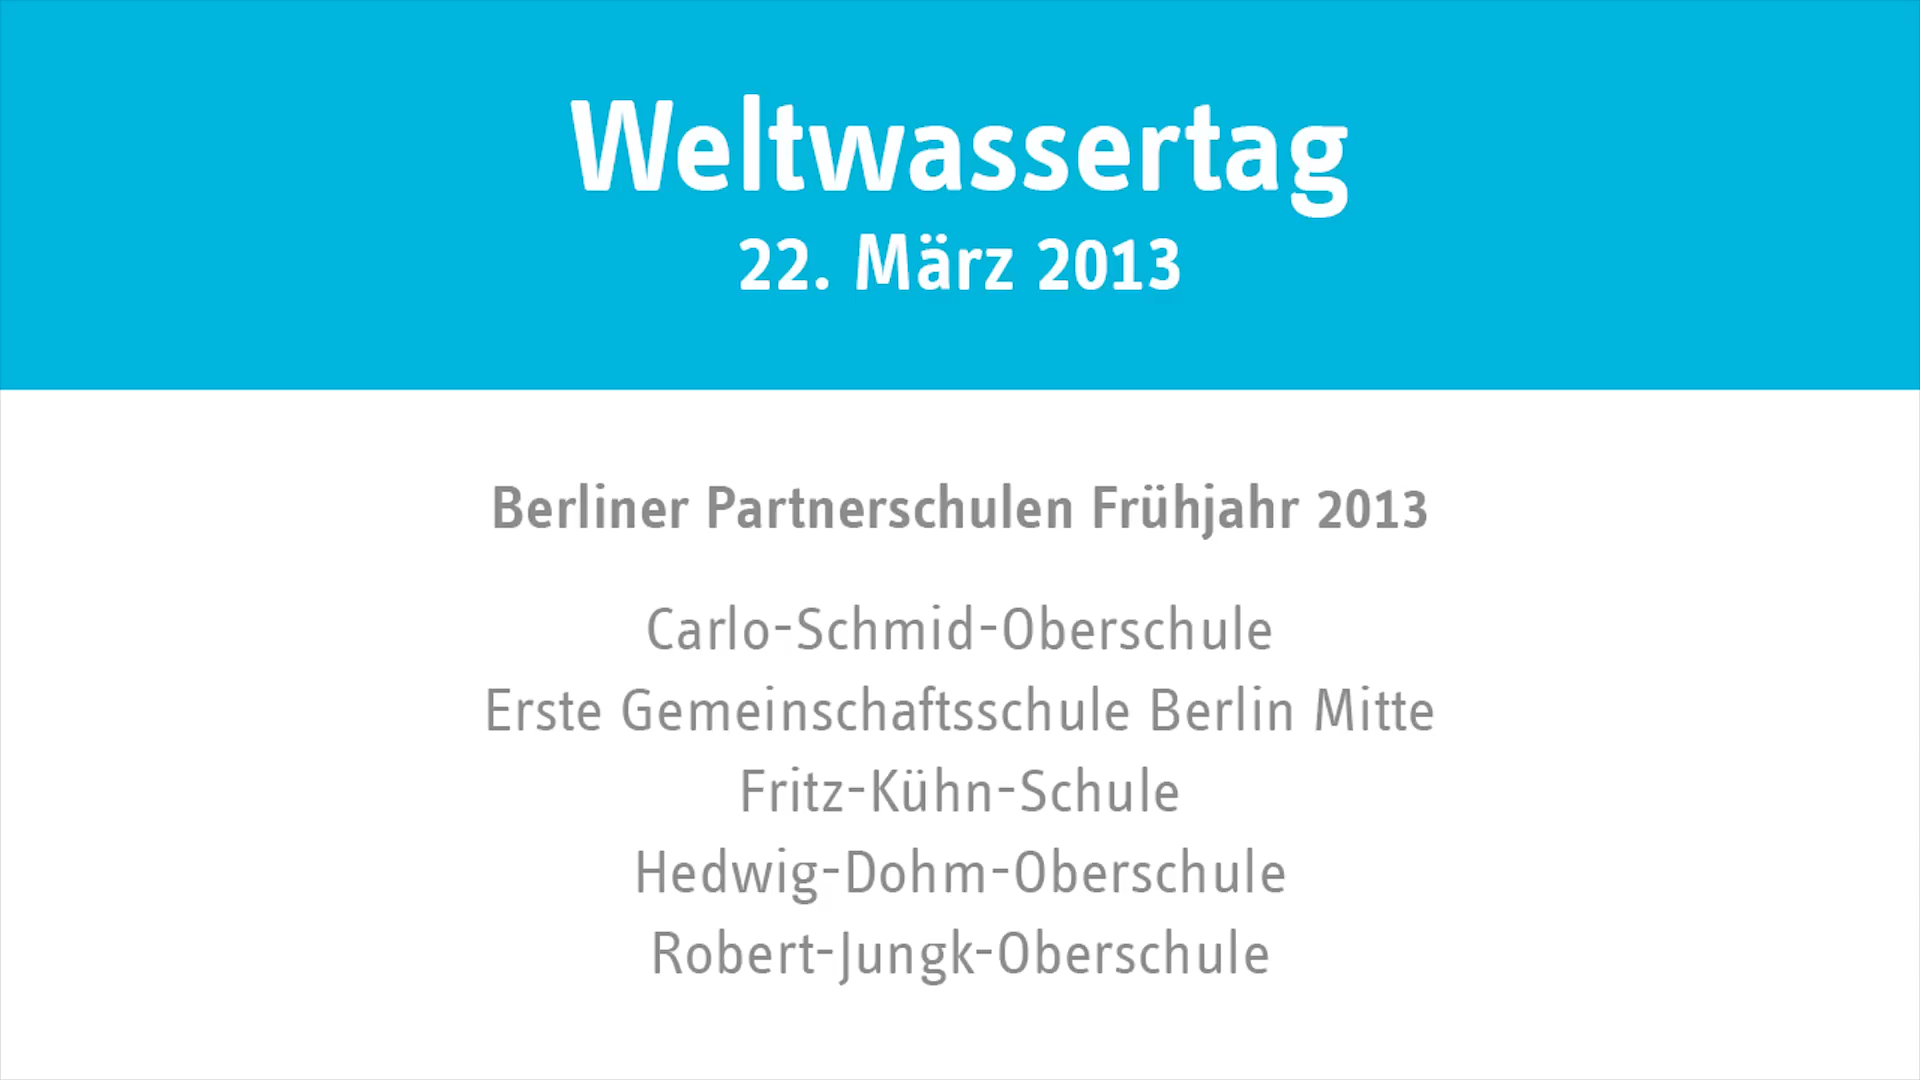 Weltwassertag
22. März 2013
Berliner Partnerschulen Frühjahr 2013
Carlo-Schmid-Oberschule
Erste Gemeinschaftsschule Berlin Mitte
Fritz-Kühn-Schule
Hedwig-Dohm-Oberschule
Robert-Jungk-Oberschule